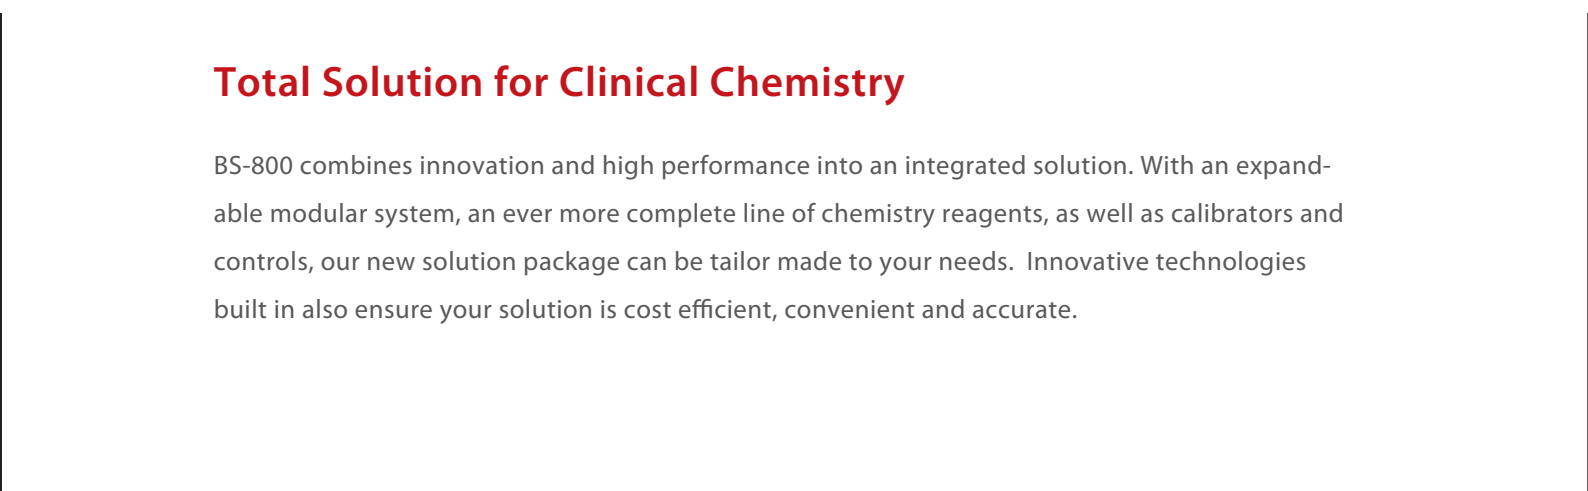 Total Solution for Clinical Chemistry
BS-800 combines innovation and high performance into an integrated solution. With an expand-
able modular system, an ever more complete line of chemistry reagents, as well as calibrators and
controls, our new solution package can be tailor made to your needs.  Innovative technologies
built in also ensure your solution is cost efficient, convenient and accurate.